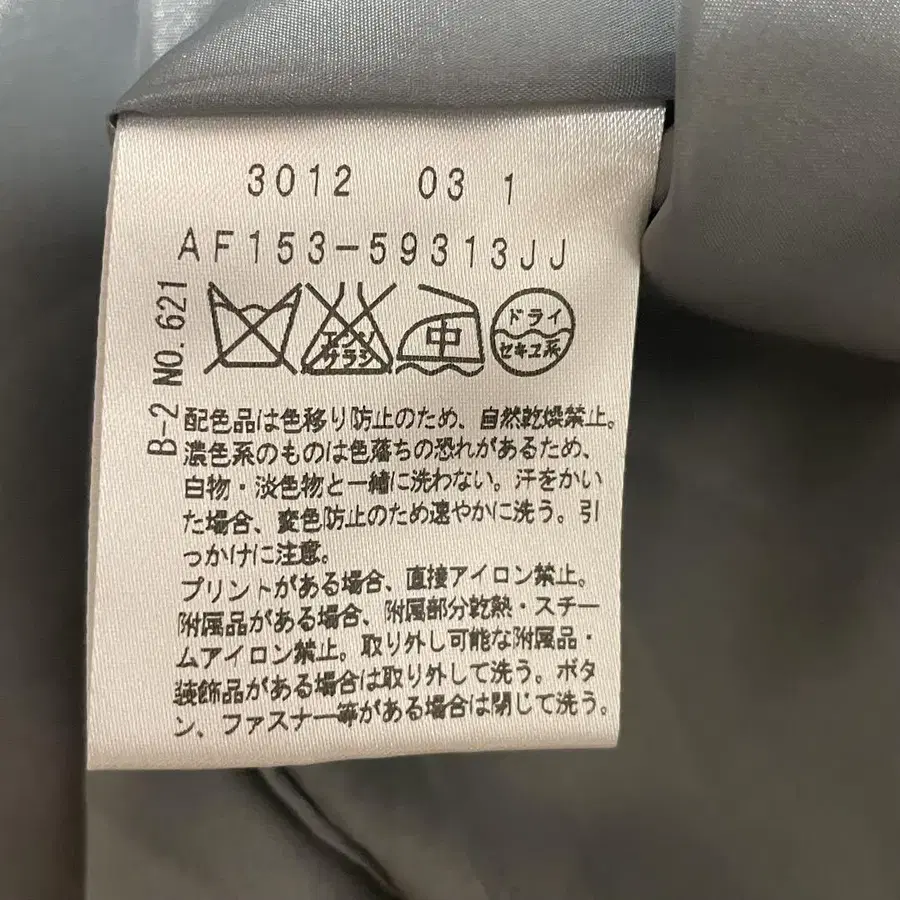 3012 03 1
AF153-59313JJ
B-2 NO.621
エンソ
サラシ
中
ドライ
セキユ系
配色品は色移り防止のため、自然乾燥禁止。
濃色系のものは色落ちの恐れがあるため、
白物・淡色物と一緒に洗わない。汗をかい
た場合、変色防止のため速やかに洗う。引
っかけに注意。
プリントがある場合、直接アイロン禁止。
附属品がある場合、附属部分乾熱・スチー
ムアイロン禁止。取り外し可能な附属品・
装飾品がある場合は取り外して洗う。ボタ
ン、ファスナー等がある場合は閉じて洗う。